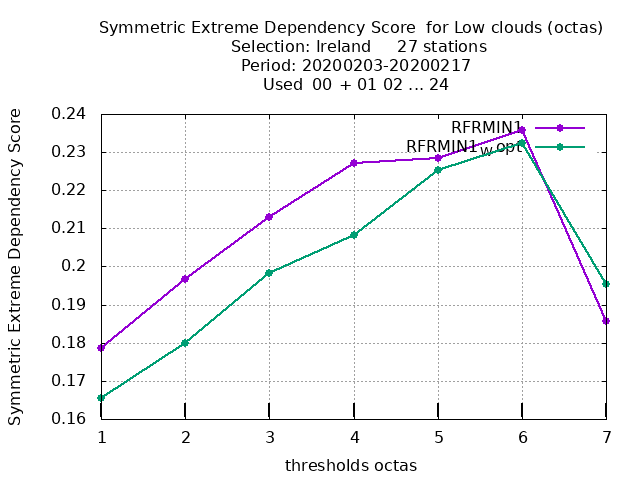 Symmetric Extreme Dependency Score for Low clouds (octas)
Selection: Ireland 27 stations
Period: 20200203-20200217
Used 00 + 01 02 ... 24
Symmetric Extreme Dependency Score
0.24
0.23
0.22
0.21
0.2
0.19
0.18
0.17
0.16
RFRMIN1
RFRMIN1w.opt
1 2 3 4 5 6 7
thresholds octas